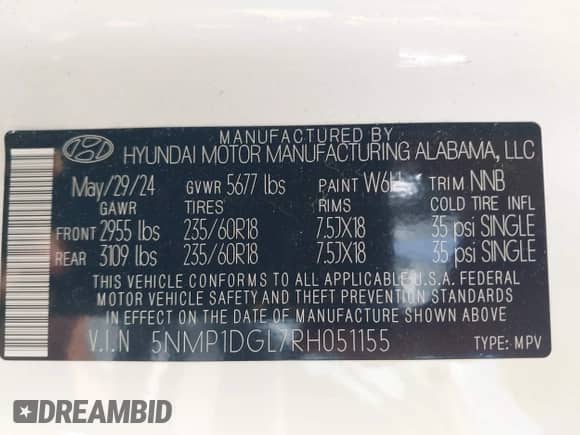 MANUFACTURED BY
HYUNDAI MOTOR MANUFACTURING ALABAMA, LLC
May/29/24 GVWR 5677 lbs PAINT TRIM NNB
GAWR TIRES RIMS COLD TIRE INFL
FRONT 2955 lbs 235/60R18 7.5JX18 35 psi SINGLE
REAR 3109 lbs 235/60R18 7.5JX18 35 psi SINGLE
THIS VEHICLE CONFORMS TO ALL APPLICABLE U.S.A. FEDERAL
MOTOR VEHICLE SAFETY AND THEFT PREVENTION STANDARDS
IN EFFECT ON THE DATE OF MANUFACTURE SHOWN ABOVE
V.I.N 5NMP1DGL7RH051155 TYPE: MPV
DREAMBID